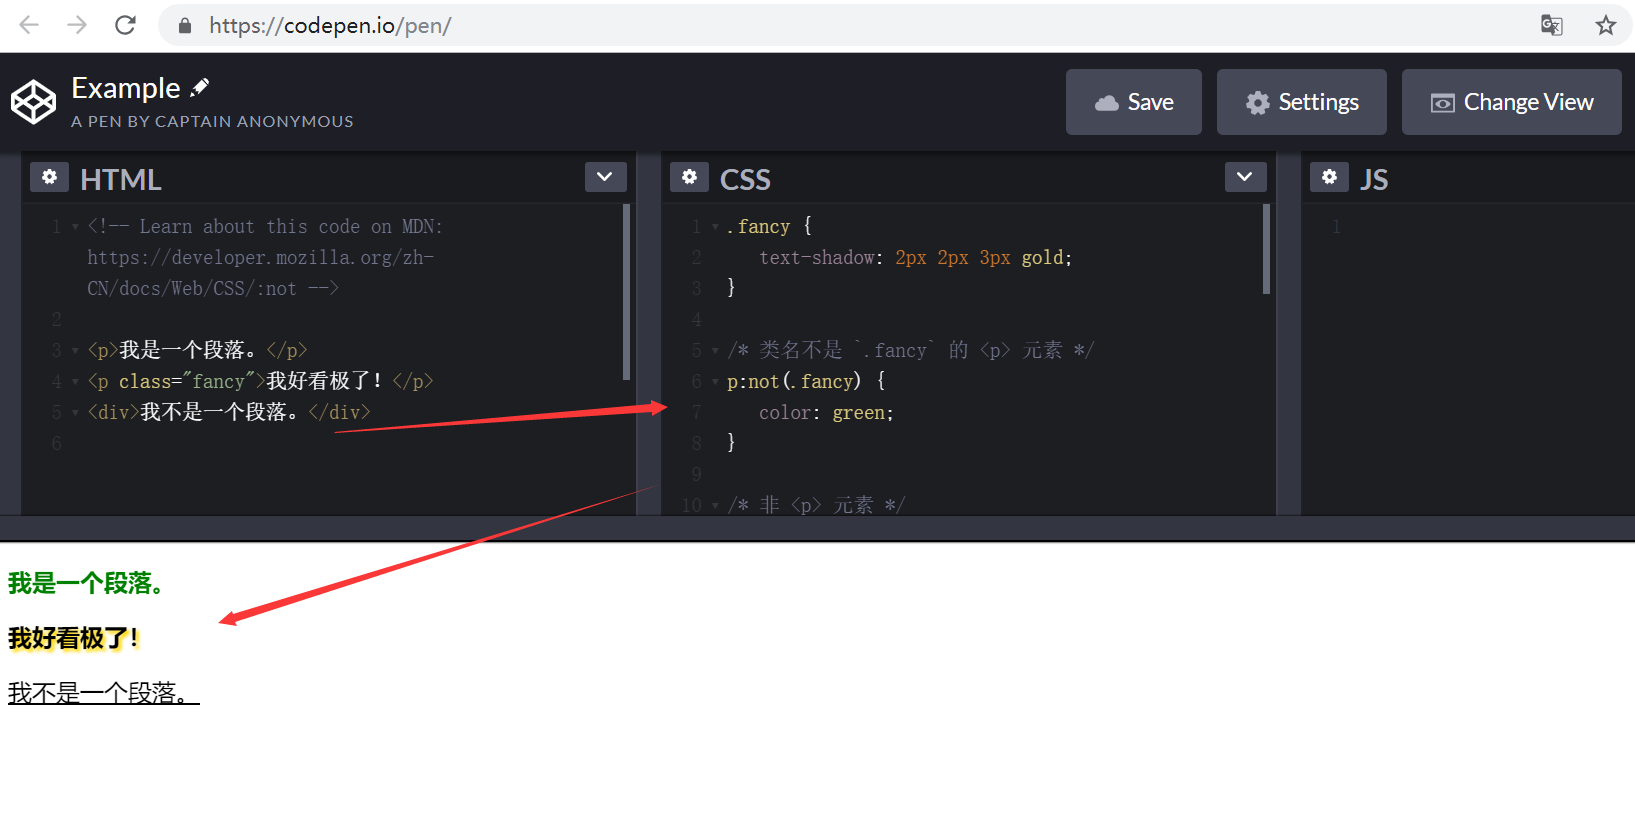 https://codepen.io/pen/
Example
A PEN BY CAPTAIN ANONYMOUS
Save
Settings
Change View
HTML
1 <!-- Learn about this code on MDN:
https://developer.mozilla.org/zh-
CN/docs/Web/CSS/:not -->
2
3 <p>我是一个段落。</p>
4 <p class="fancy">我好看极了！</p>
5 <div>我不是一个段落。</div>
6
CSS
1 .fancy {
2 text-shadow: 2px 2px 3px gold;
3 }
4
5 /* 类名不是 `.fancy` 的 <p> 元素 */
6 p:not(.fancy) {
7 color: green;
8 }
9
10 /* 非 <p> 元素 */
JS
1
我是一个段落。
我好看极了！
我不是一个段落。